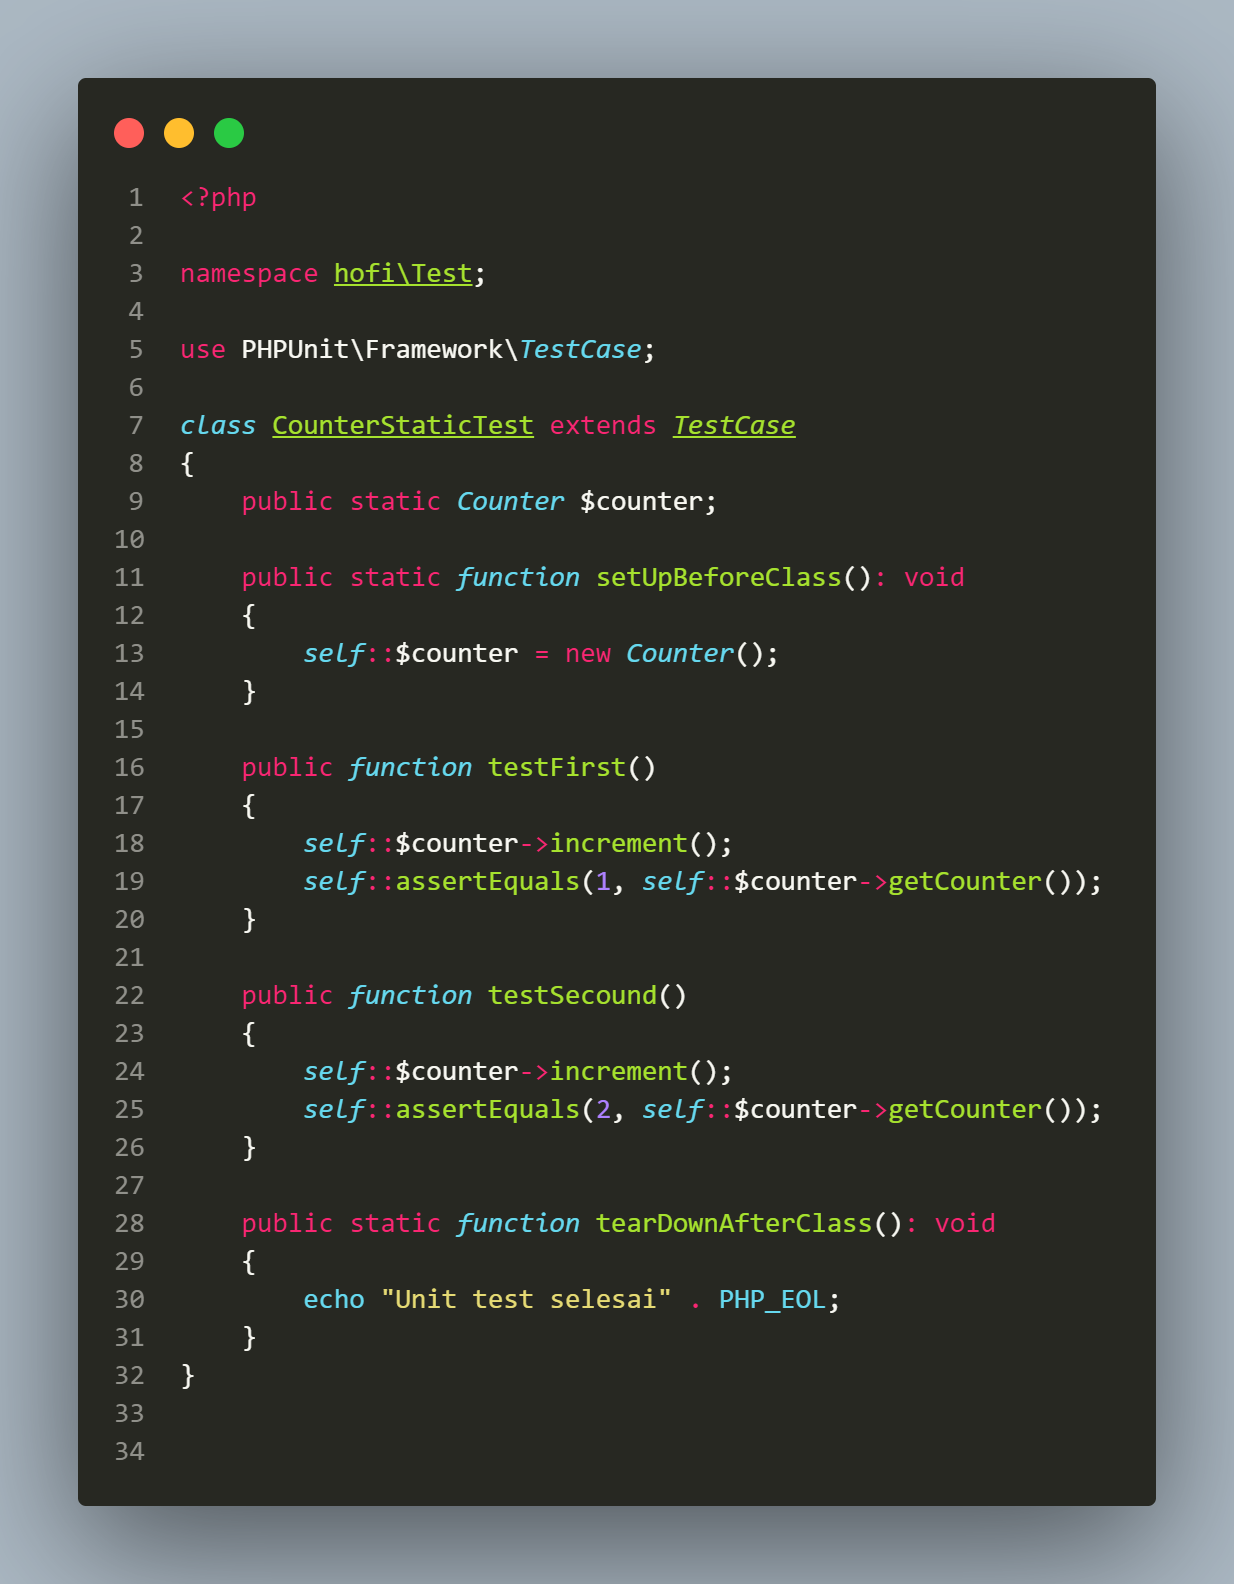 1 <?php
2
3 namespace hofi\Test;
4
5 use PHPUnit\Framework\TestCase;
6
7 class CounterStaticTest extends TestCase
8 {
9     public static Counter $counter;
10
11     public static function setUpBeforeClass(): void
12     {
13         self::$counter = new Counter();
14     }
15
16     public function testFirst()
17     {
18         self::$counter->increment();
19         self::assertEquals(1, self::$counter->getCounter());
20     }
21
22     public function testSecound()
23     {
24         self::$counter->increment();
25         self::assertEquals(2, self::$counter->getCounter());
26     }
27
28     public static function tearDownAfterClass(): void
29     {
30         echo "Unit test selesai" . PHP_EOL;
31     }
32 }
33
34